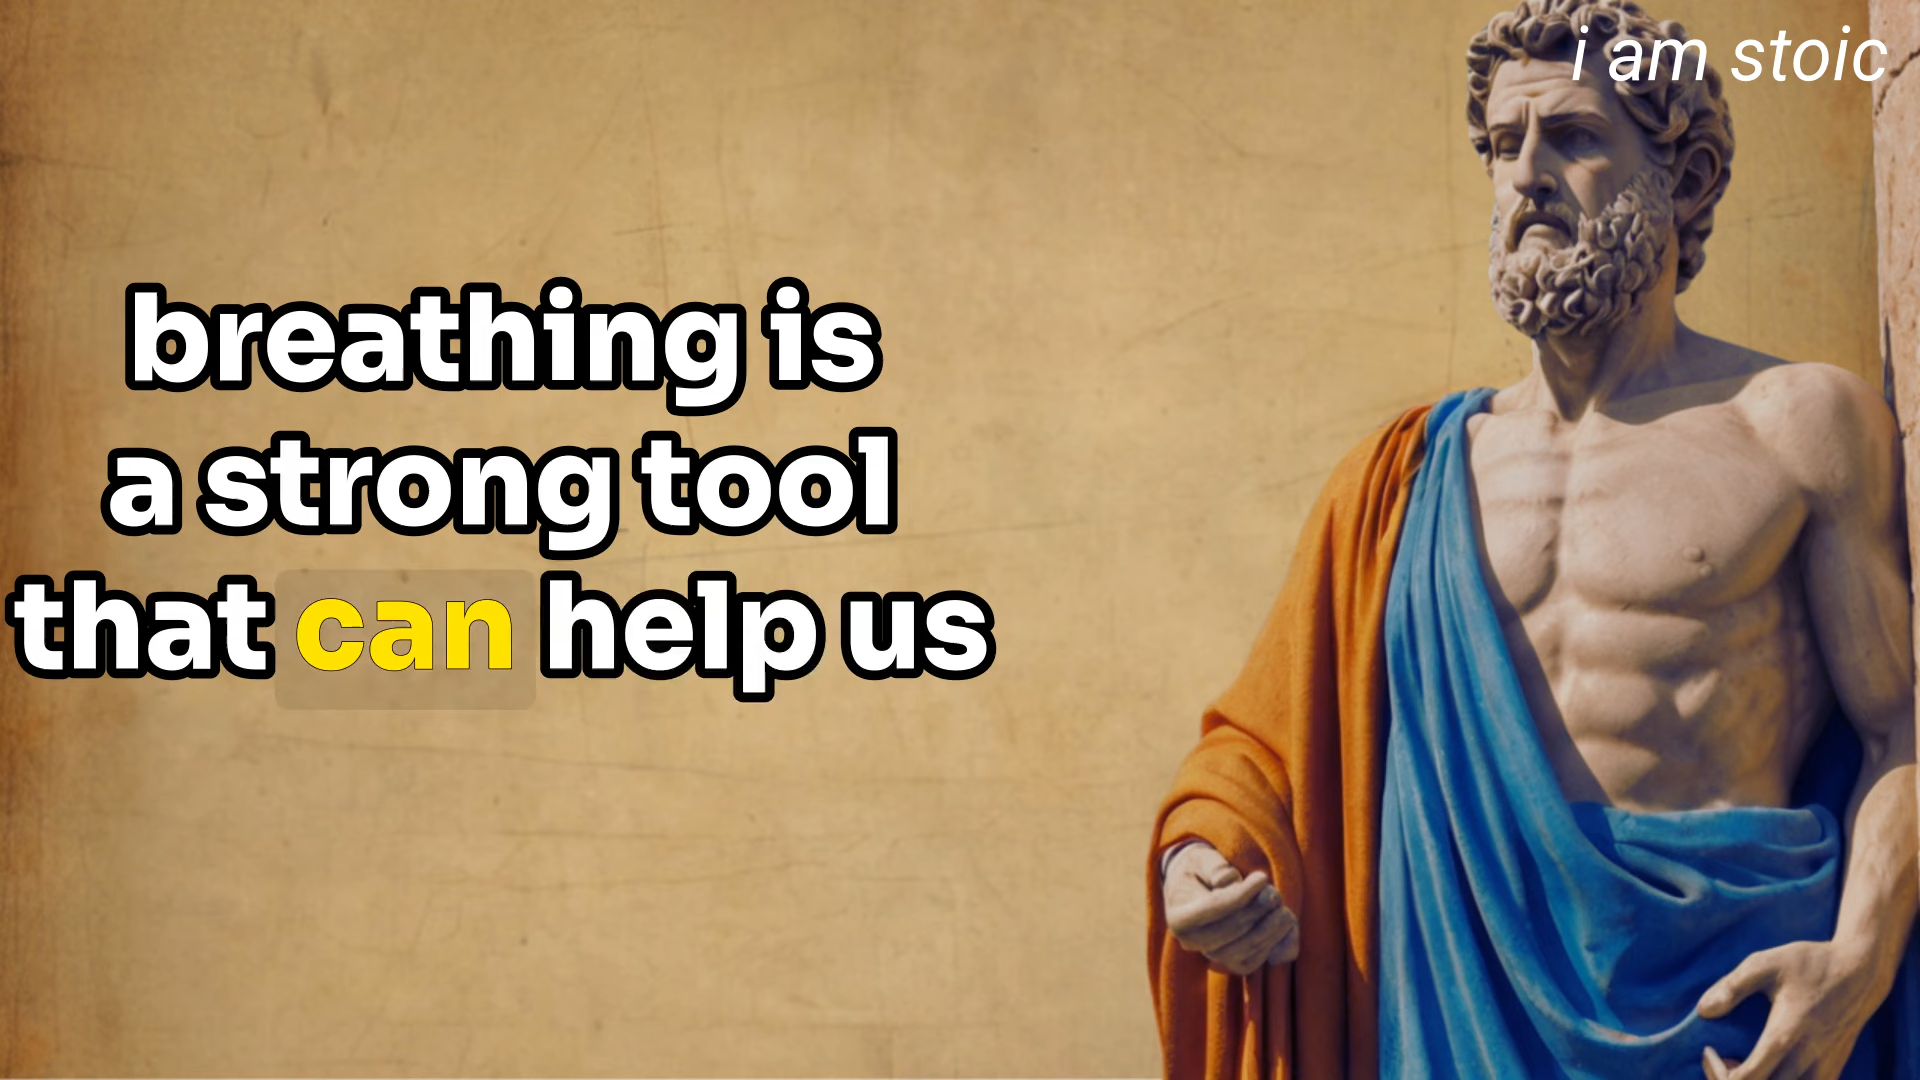 i am stoic
breathing is
a strong tool
that can help us